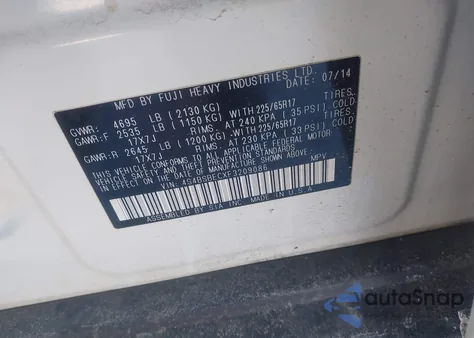 MFD BY FUJI HEAVY INDUSTRIES LTD.
DATE: 07/14
GVWR: 4695 LB (2130 KG)
GAWR:F 2535 LB (1150 KG) WITH 225/65R17 TIRES.
17X7J RIMS. AT 240 KPA (35 PSI) COLD
GAWR:R 2645 LB (1200 KG) WITH 225/65R17 TIRES.
17X7J RIMS. AT 230 KPA (33 PSI) COLD
THIS VEHICLE CONFORMS TO ALL APPLICABLE FEDERAL MOTOR
VEHICLE SAFETY, BUMPER, AND THEFT
PREVENTION STANDARDS IN EFFECT ON THE DATE OF
MANUFACTURE SHOWN ABOVE.
VIN: 4S4BSBECXF3209086 MPV
ASSEMBLED BY SIA INC. MADE IN U.S.A.
autoSnap